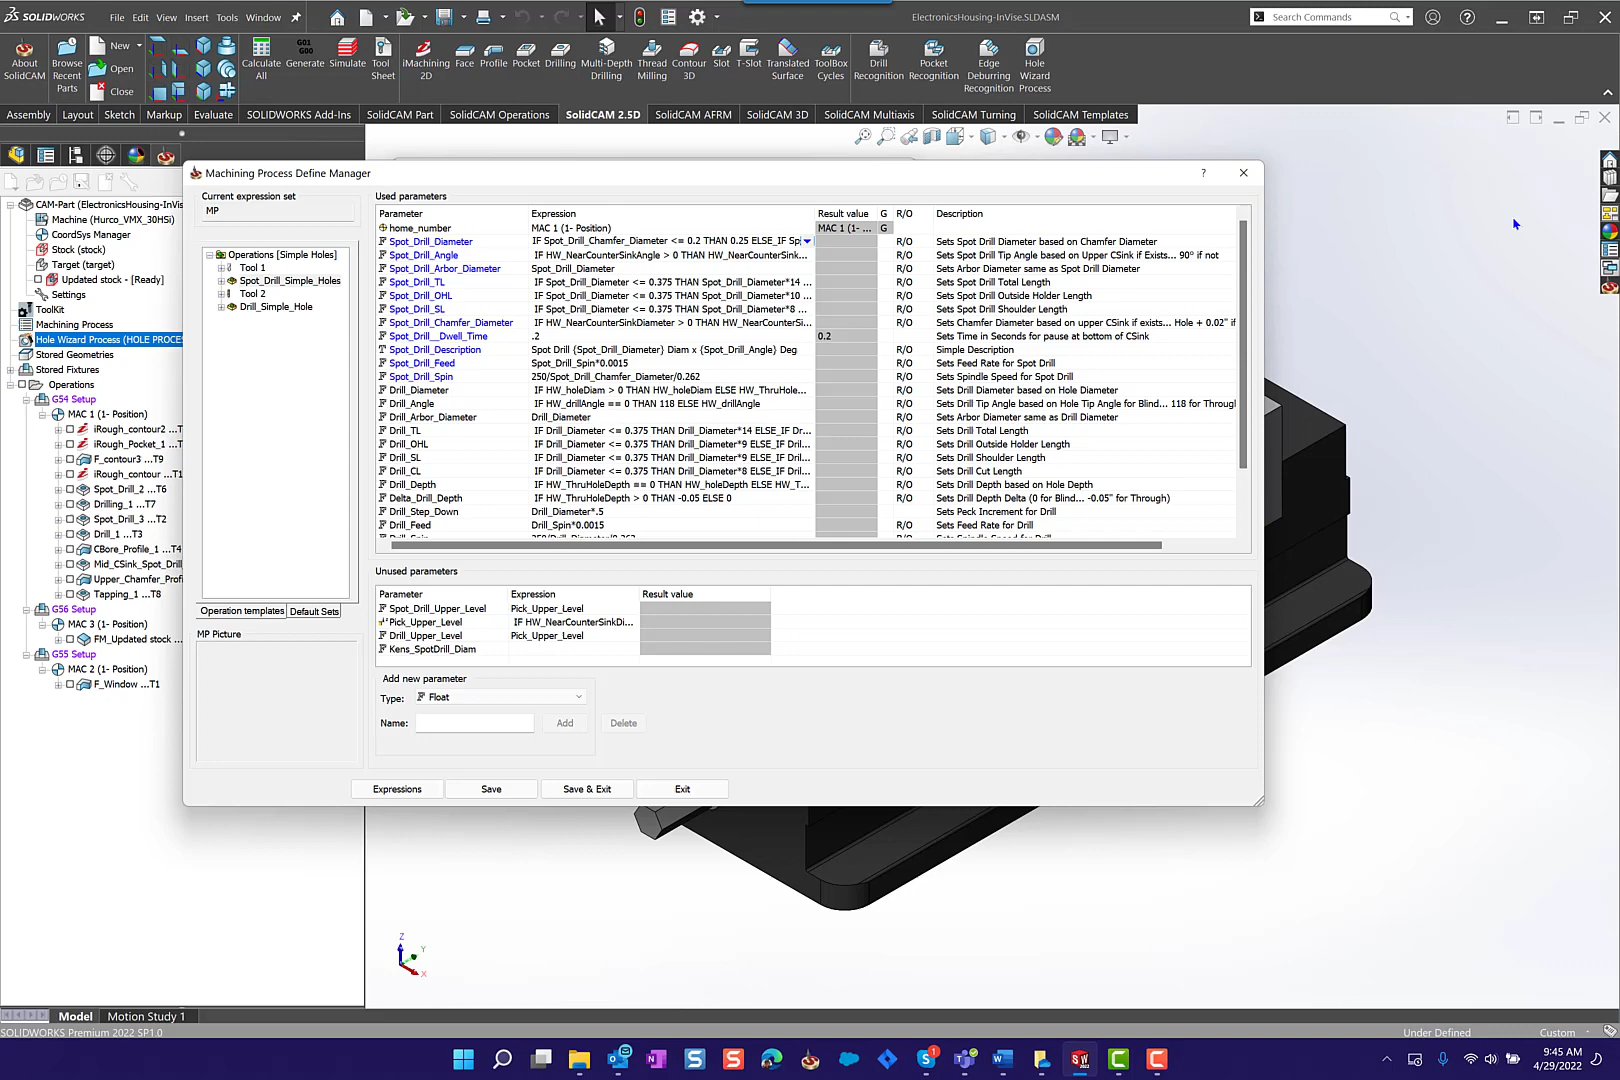 SOLIDWORKS File Edit View Insert Tools Window ElectronicsHousing-InVise.SLDASM Search Commands
About SolidCAM
Browse Recent Parts
New
Open
Close
Calculate All
G01 G00
Generate
Simulate
Tool Sheet
iMachining 2D
Face
Profile
Pocket
Drilling
Multi-Depth Drilling
Thread Milling
Contour 3D
Slot
T-Slot
Translated Surface
ToolBox Cycles
Drill Recognition
Pocket Recognition
Edge Deburring Recognition
Hole Wizard Process
Assembly Layout Sketch Markup Evaluate SOLIDWORKS Add-Ins SolidCAM Part SolidCAM Operations SolidCAM 2.5D SolidCAM AFRM SolidCAM 3D SolidCAM Multiaxis SolidCAM Turning SolidCAM Templates
CAM-Part (ElectronicsHousing-InVis
Machine (Hurco_VMX_30HSi)
CoordSys Manager
Stock (stock)
Target (target)
Updated stock - [Ready]
Settings
ToolKit
Machining Process
Hole Wizard Process (HOLE PROCES
Stored Geometries
Stored Fixtures
Operations
G54 Setup
MAC 1 (1- Position)
iRough_contour2 ...T
iRough_Pocket_1 ...T
F_contour3 ...T9
iRough_contour ...T1
Spot_Drill_2 ...T6
Drilling_1 ...T7
Spot_Drill_3 ...T2
Drill_1 ...T3
CBore_Profile_1 ...T4
Mid_CSink_Spot_Drill
Upper_Chamfer_Profi
Tapping_1 ...T8
G56 Setup
MAC 3 (1- Position)
FM_Updated stock ...
G55 Setup
MAC 2 (1- Position)
F_Window ...T1
Machining Process Define Manager ?
Current expression set
MP
Operations [Simple Holes]
Tool 1
Spot_Drill_Simple_Holes
Tool 2
Drill_Simple_Hole
Operation templates Default Sets
MP Picture
Used parameters
Parameter Expression Result value G R/O Description
home_number MAC 1 (1- Position) MAC 1 (1- ... G
Spot_Drill_Diameter IF Spot_Drill_Chamfer_Diameter <= 0.2 THAN 0.25 ELSE_IF Sp R/O Sets Spot Drill Diameter based on Chamfer Diameter
Spot_Drill_Angle IF HW_NearCounterSinkAngle > 0 THAN HW_NearCounterSink... R/O Sets Spot Drill Tip Angle based on Upper CSink if Exists... 90° if not
Spot_Drill_Arbor_Diameter Spot_Drill_Diameter R/O Sets Arbor Diameter same as Spot Drill Diameter
Spot_Drill_TL IF Spot_Drill_Diameter <= 0.375 THAN Spot_Drill_Diameter*14 ... R/O Sets Spot Drill Total Length
Spot_Drill_OHL IF Spot_Drill_Diameter <= 0.375 THAN Spot_Drill_Diameter*10 ... R/O Sets Spot Drill Outside Holder Length
Spot_Drill_SL IF Spot_Drill_Diameter <= 0.375 THAN Spot_Drill_Diameter*8 ... R/O Sets Spot Drill Shoulder Length
Spot_Drill_Chamfer_Diameter IF HW_NearCounterSinkDiameter > 0 THAN HW_NearCounterSi... R/O Sets Chamfer Diameter based on upper CSink if exists... Hole + 0.02" if
Spot_Drill__Dwell_Time .2 0.2 Sets Time in Seconds for pause at bottom of CSink
Spot_Drill_Description Spot Drill {Spot_Drill_Diameter} Diam x {Spot_Drill_Angle} Deg R/O Simple Description
Spot_Drill_Feed Spot_Drill_Spin*0.0015 R/O Sets Feed Rate for Spot Drill
Spot_Drill_Spin 250/Spot_Drill_Chamfer_Diameter/0.262 R/O Sets Spindle Speed for Spot Drill
Drill_Diameter IF HW_holeDiam > 0 THAN HW_holeDiam ELSE HW_ThruHole... R/O Sets Drill Diameter based on Hole Diameter
Drill_Angle IF HW_drillAngle == 0 THAN 118 ELSE HW_drillAngle R/O Sets Drill Tip Angle based on Hole Tip Angle for Blind... 118 for Through
Drill_Arbor_Diameter Drill_Diameter R/O Sets Arbor Diameter same as Drill Diameter
Drill_TL IF Drill_Diameter <= 0.375 THAN Drill_Diameter*14 ELSE_IF Dr... R/O Sets Drill Total Length
Drill_OHL IF Drill_Diameter <= 0.375 THAN Drill_Diameter*9 ELSE_IF Dril... R/O Sets Drill Outside Holder Length
Drill_SL IF Drill_Diameter <= 0.375 THAN Drill_Diameter*9 ELSE_IF Dril... R/O Sets Drill Shoulder Length
Drill_CL IF Drill_Diameter <= 0.375 THAN Drill_Diameter*8 ELSE_IF Dril... R/O Sets Drill Cut Length
Drill_Depth IF HW_ThruHoleDepth == 0 THAN HW_holeDepth ELSE HW_T... R/O Sets Drill Depth based on Hole Depth
Delta_Drill_Depth IF HW_ThruHoleDepth > 0 THAN -0.05 ELSE 0 R/O Sets Drill Depth Delta (0 for Blind... -0.05" for Through)
Drill_Step_Down Drill_Diameter*.5 Sets Peck Increment for Drill
Drill_Feed Drill_Spin*0.0015 R/O Sets Feed Rate for Drill
Unused parameters
Parameter Expression Result value
Spot_Drill_Upper_Level Pick_Upper_Level
Pick_Upper_Level IF HW_NearCounterSinkDi...
Drill_Upper_Level Pick_Upper_Level
Kens_SpotDrill_Diam
Add new parameter
Type: Float
Name: Add Delete
Expressions Save Save & Exit Exit
Z
Y
X
Model Motion Study 1
SOLIDWORKS Premium 2022 SP1.0 Under Defined Custom
9:45 AM
4/29/2022